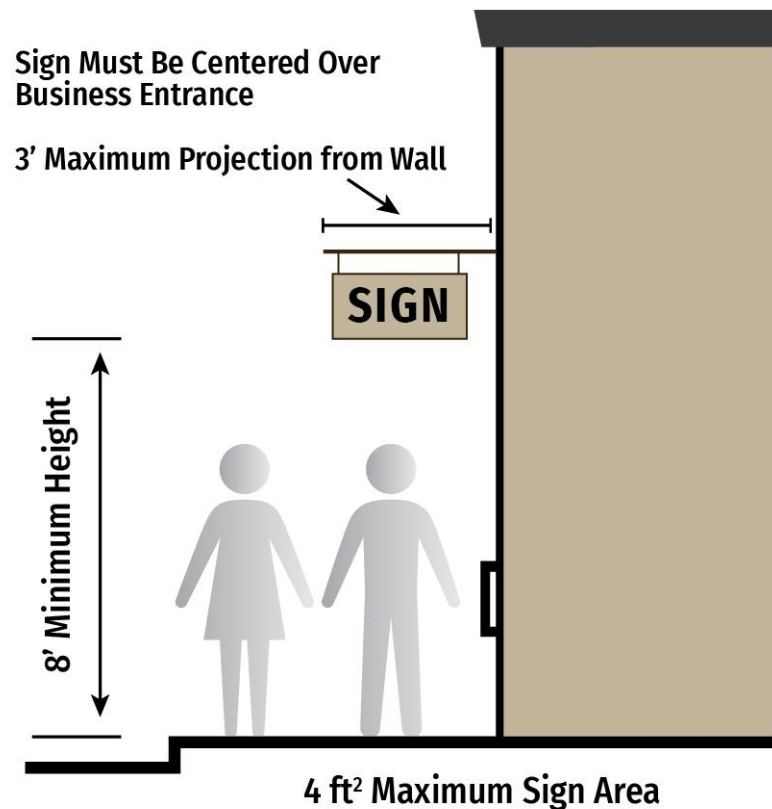 Sign Must Be Centered Over
Business Entrance
3’ Maximum Projection from Wall
SIGN
8’ Minimum Height
4 ft² Maximum Sign Area